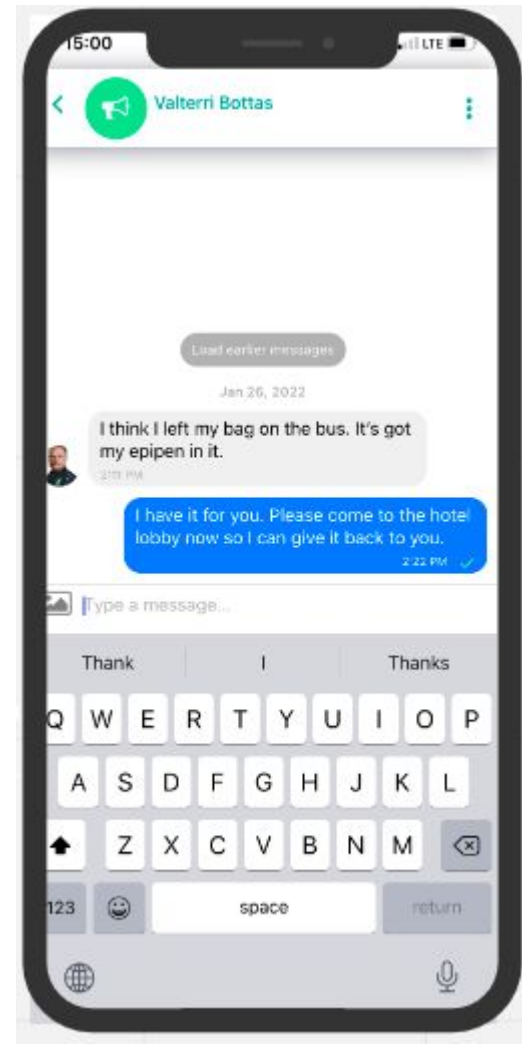 15:00
LTE
Valterri Bottas
Load earlier messages
Jan 26, 2022
I think I left my bag on the bus. It's got
my epipen in it.
PM
I have it for you. Please come to the hotel
lobby now so I can give it back to you.
2:22 PM
Type a message...
Thank I Thanks
Q W E R T Y U I O P
A S D F G H J K L
Z X C V B N M
123 space return